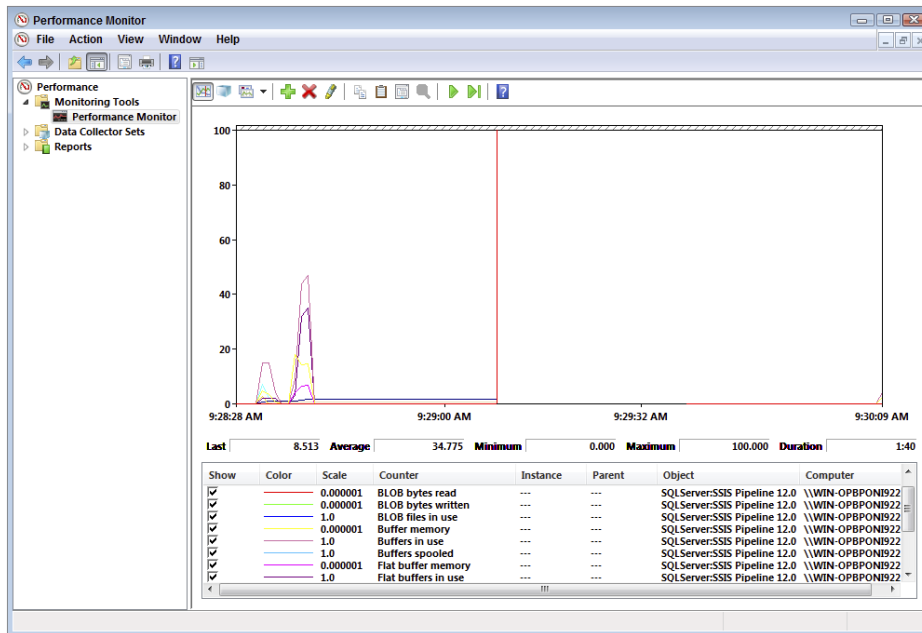 Performance Monitor
File Action View Window Help
Performance
Monitoring Tools
Performance Monitor
Data Collector Sets
Reports
100
80
60
40
20
0
9:28:28 AM 9:29:00 AM 9:29:32 AM 9:30:09 AM
Last 8.513 Average 34.775 Minimum 0.000 Maximum 100.000 Duration 1:40
Show Color Scale Counter Instance Parent Object Computer
0.000001 BLOB bytes read --- --- SQLServer:SSIS Pipeline 12.0 \\WIN-OPBPONI922
0.000001 BLOB bytes written --- --- SQLServer:SSIS Pipeline 12.0 \\WIN-OPBPONI922
1.0 BLOB files in use --- --- SQLServer:SSIS Pipeline 12.0 \\WIN-OPBPONI922
0.000001 Buffer memory --- --- SQLServer:SSIS Pipeline 12.0 \\WIN-OPBPONI922
1.0 Buffers in use --- --- SQLServer:SSIS Pipeline 12.0 \\WIN-OPBPONI922
1.0 Buffers spooled --- --- SQLServer:SSIS Pipeline 12.0 \\WIN-OPBPONI922
0.000001 Flat buffer memory --- --- SQLServer:SSIS Pipeline 12.0 \\WIN-OPBPONI922
1.0 Flat buffers in use --- --- SQLServer:SSIS Pipeline 12.0 \\WIN-OPBPONI922